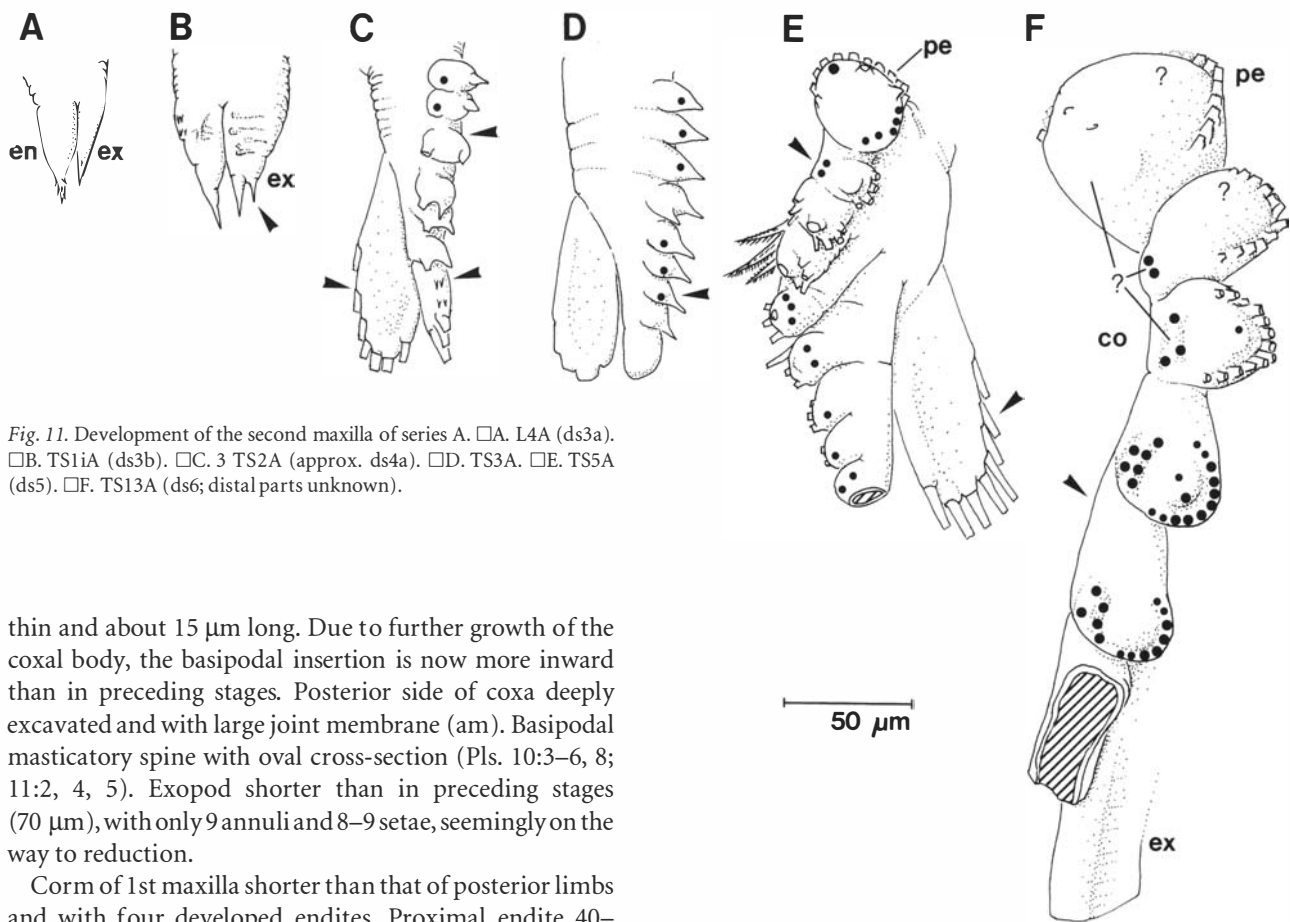 A B C D E F
pe
pe
?
?
en
ex
ex
?
co
Fig. 11. Development of the second maxilla of series A. □A. L4A (ds3a).
□B. TS1iA (ds3b). □C. 3 TS2A (approx. ds4a). □D. TS3A. □E. TS5A
(ds5). □F. TS13A (ds6; distal parts unknown).
50 µm
ex
thin and about 15 µm long. Due to further growth of the
coxal body, the basipodal insertion is now more inward
than in preceding stages. Posterior side of coxa deeply
excavated and with large joint membrane (am). Basipodal
masticatory spine with oval cross-section (Pls. 10:3–6, 8;
11:2, 4, 5). Exopod shorter than in preceding stages
(70 µm), with only 9 annuli and 8–9 setae, seemingly on the
way to reduction.
Corm of 1st maxilla shorter than that of posterior limbs
and with four developed endites. Proximal endite 40–